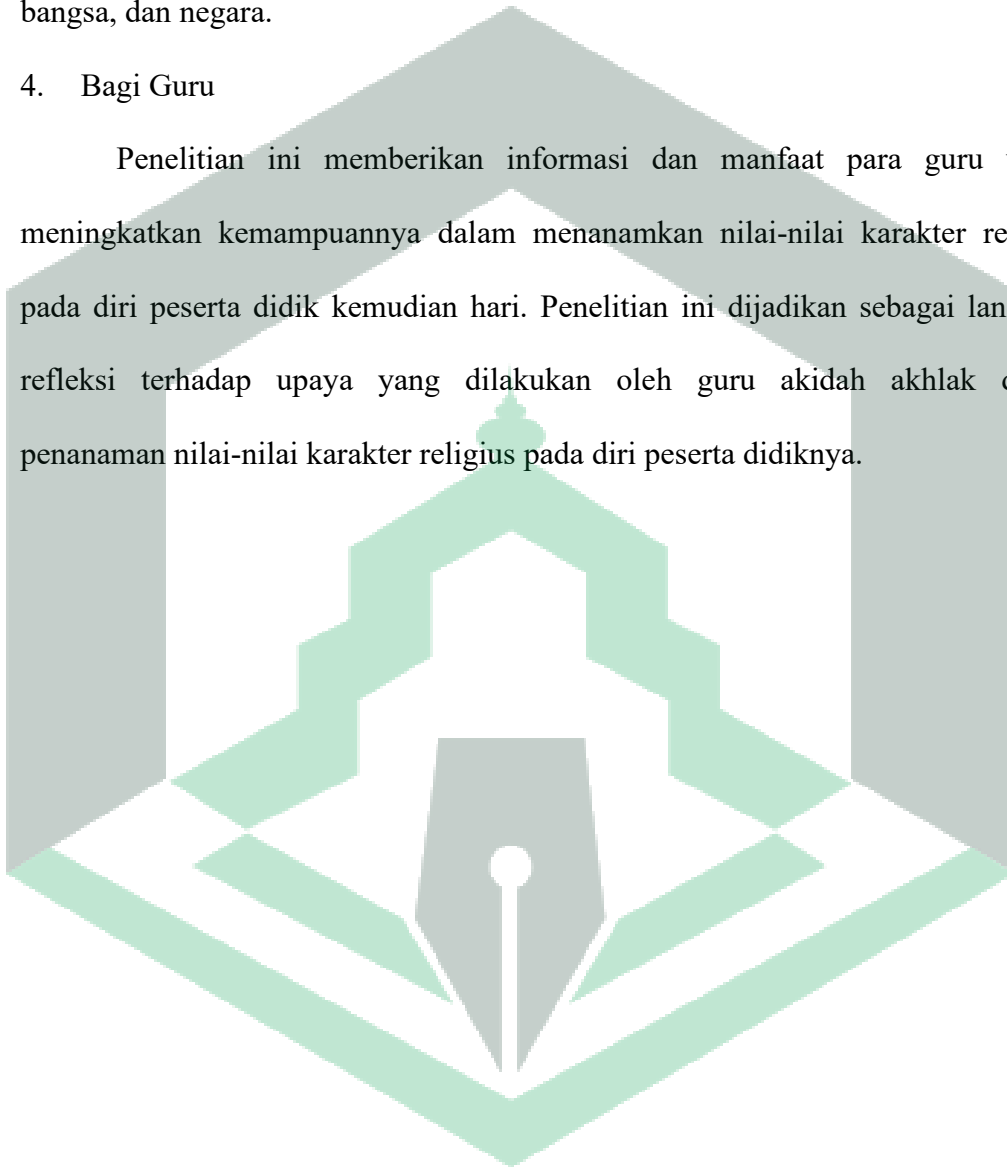 bangsa, dan negara.
4. Bagi Guru
Penelitian ini memberikan informasi dan manfaat para guru
meningkatkan kemampuannya dalam menanamkan nilai-nilai karakter
pada diri peserta didik kemudian hari. Penelitian ini dijadikan sebagai
refleksi terhadap upaya yang dilakukan oleh guru akidah akhlak
penanaman nilai-nilai karakter religius pada diri peserta didiknya.